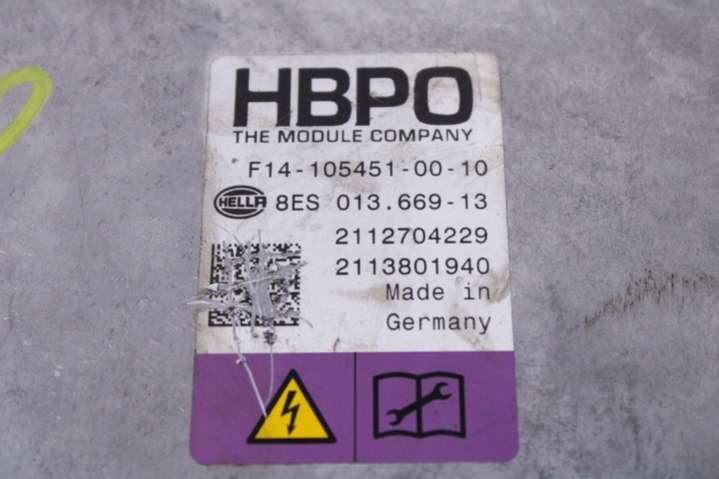 HBPO
THE MODULE COMPANY
F14-105451-00-10
HELLA 8ES 013.669-13
2112704229
2113801940
Made in
Germany